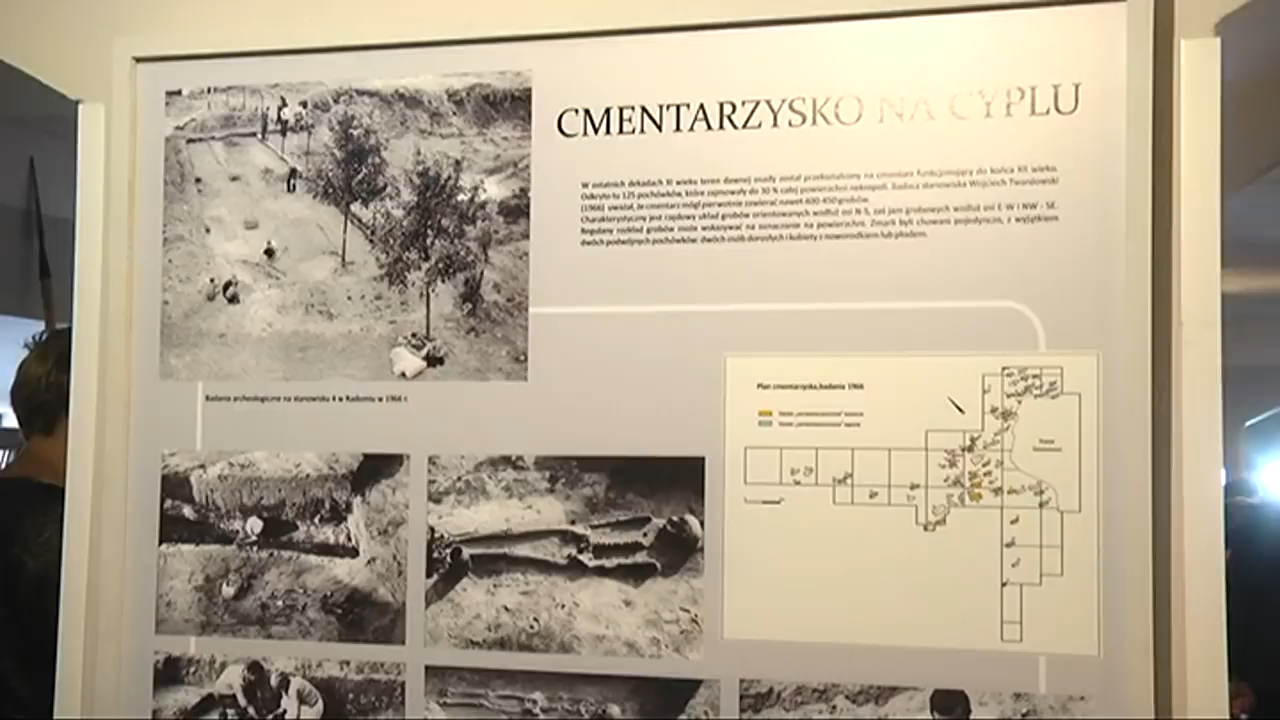 CMENTARZYSKO NA CYPLU
W ostatnich dekadach XI wieku teren dawnej osady został przekształcony na cmentarz funkcjonujący do końca XII wieku.
Odkryto tu 125 pochówków, które zajmowały do 30 % całej powierzchni nekropoli. Badacz stanowiska Wojciech Twardowski
(1966) uważał, że cmentarz mógł pierwotnie zawierać nawet 400-450 grobów.
Charakterystyczny jest rzędowy układ grobów orientowanych wzdłuż osi N-S, zaś jam grobowych wzdłuż osi E-W i NW - SE.
Regularny rozkład grobów może wskazywać na oznaczanie na powierzchni. Zmarli byli chowani pojedynczo, z wyjątkiem
dwóch podwójnych pochówków: dwóch osób dorosłych i kobiety z noworodkiem lub płodem.
Badania archeologiczne na stanowisku 4 w Radomiu w 1966 r.
Plan cmentarzyska, badania 1966